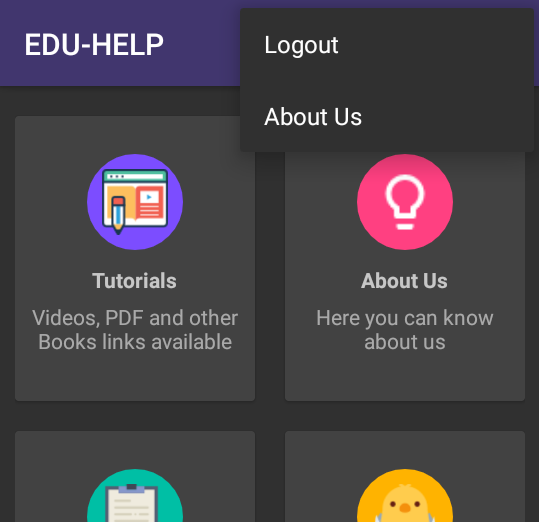 EDU-HELP
Logout
About Us
Tutorials
Videos, PDF and other
Books links available
About Us
Here you can know
about us